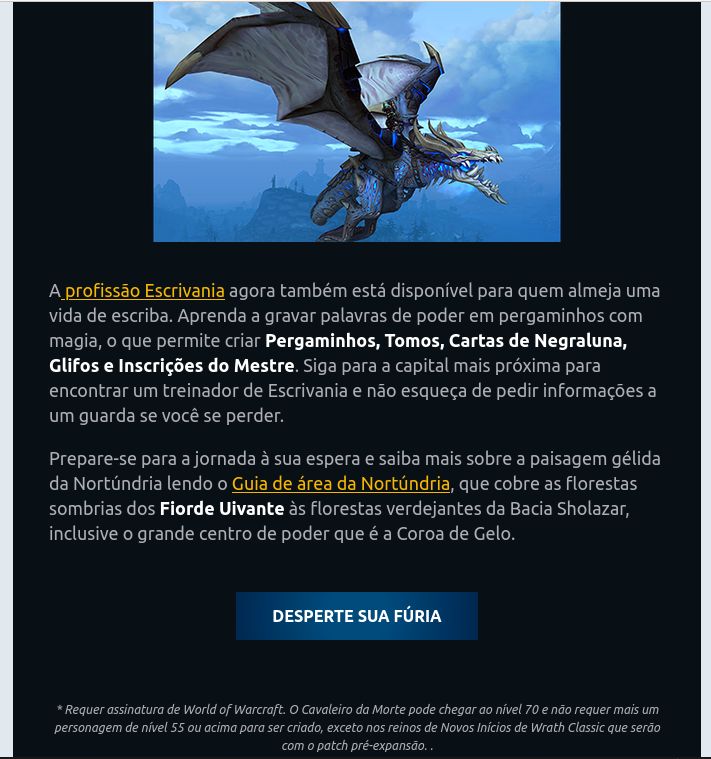 A profissão Escrivania agora também está disponível para quem almeja uma
vida de escriba. Aprenda a gravar palavras de poder em pergaminhos com
magia, o que permite criar Pergaminhos, Tomos, Cartas de Negraluna,
Glifos e Inscrições do Mestre. Siga para a capital mais próxima para
encontrar um treinador de Escrivania e não esqueça de pedir informações a
um guarda se você se perder.
Prepare-se para a jornada à sua espera e saiba mais sobre a paisagem gélida
da Nortúndria lendo o Guia de área da Nortúndria, que cobre as florestas
sombrias dos Fiorde Uivante às florestas verdejantes da Bacia Sholazar,
inclusive o grande centro de poder que é a Coroa de Gelo.
DESPERTE SUA FÚRIA
* Requer assinatura de World of Warcraft. O Cavaleiro da Morte pode chegar ao nível 70 e não requer mais um
personagem de nível 55 ou acima para ser criado, exceto nos reinos de Novos Inícios de Wrath Classic que serão
com o patch pré-expansão. .